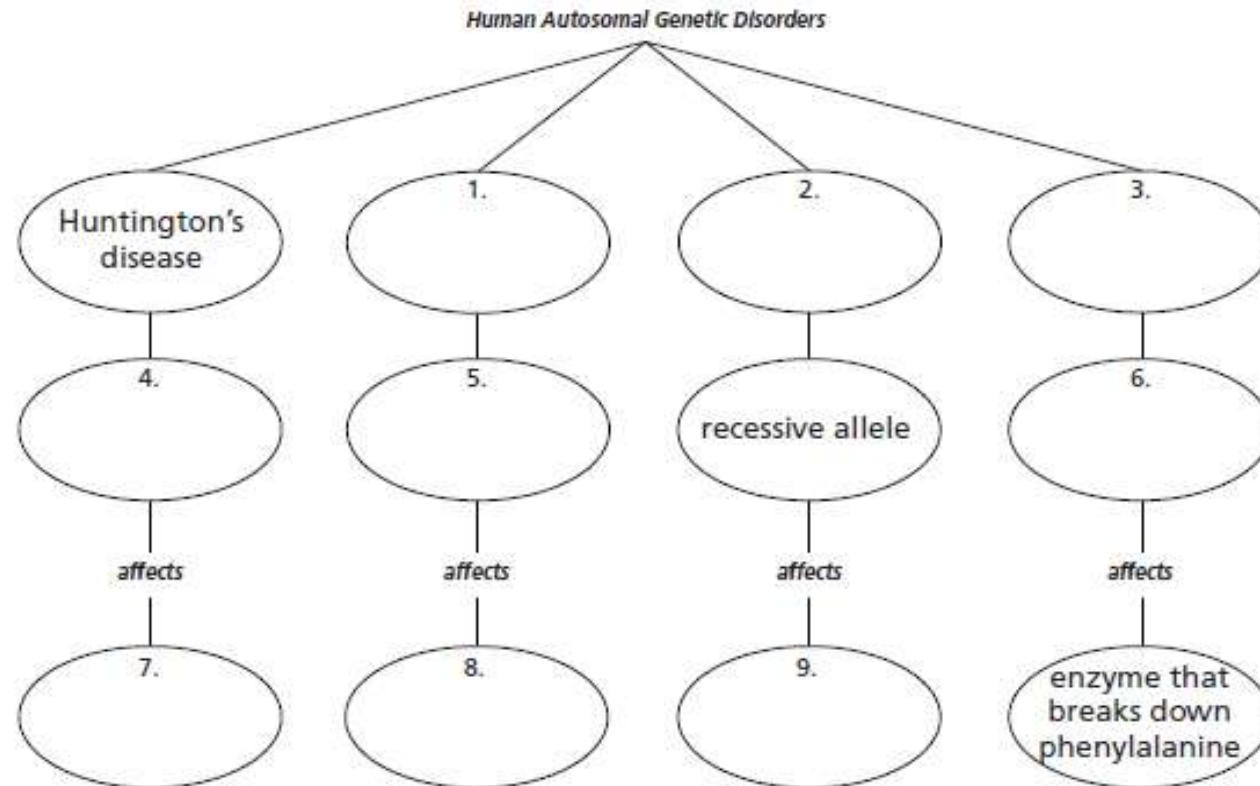 Human Autosomal Genetic Disorders
Huntington's
disease
1.
2.
3.
4.
5.
recessive allele
6.
affects
affects
affects
affects
7.
8.
9.
enzyme that
breaks down
phenylalanine